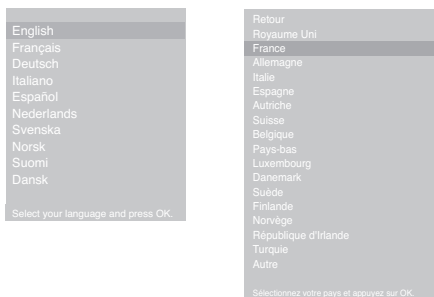 English
Français
Deutsch
Italiano
Español
Nederlands
Svenska
Norsk
Suomi
Dansk
Select your language and press OK.
Retour
Royaume Uni
France
Allemagne
Italie
Espagne
Autriche
Suisse
Belgique
Pays-bas
Luxembourg
Danemark
Suède
Finlande
Norvège
République d'Irlande
Turquie
Autre
Sélectionnez votre pays et appuyez sur OK.